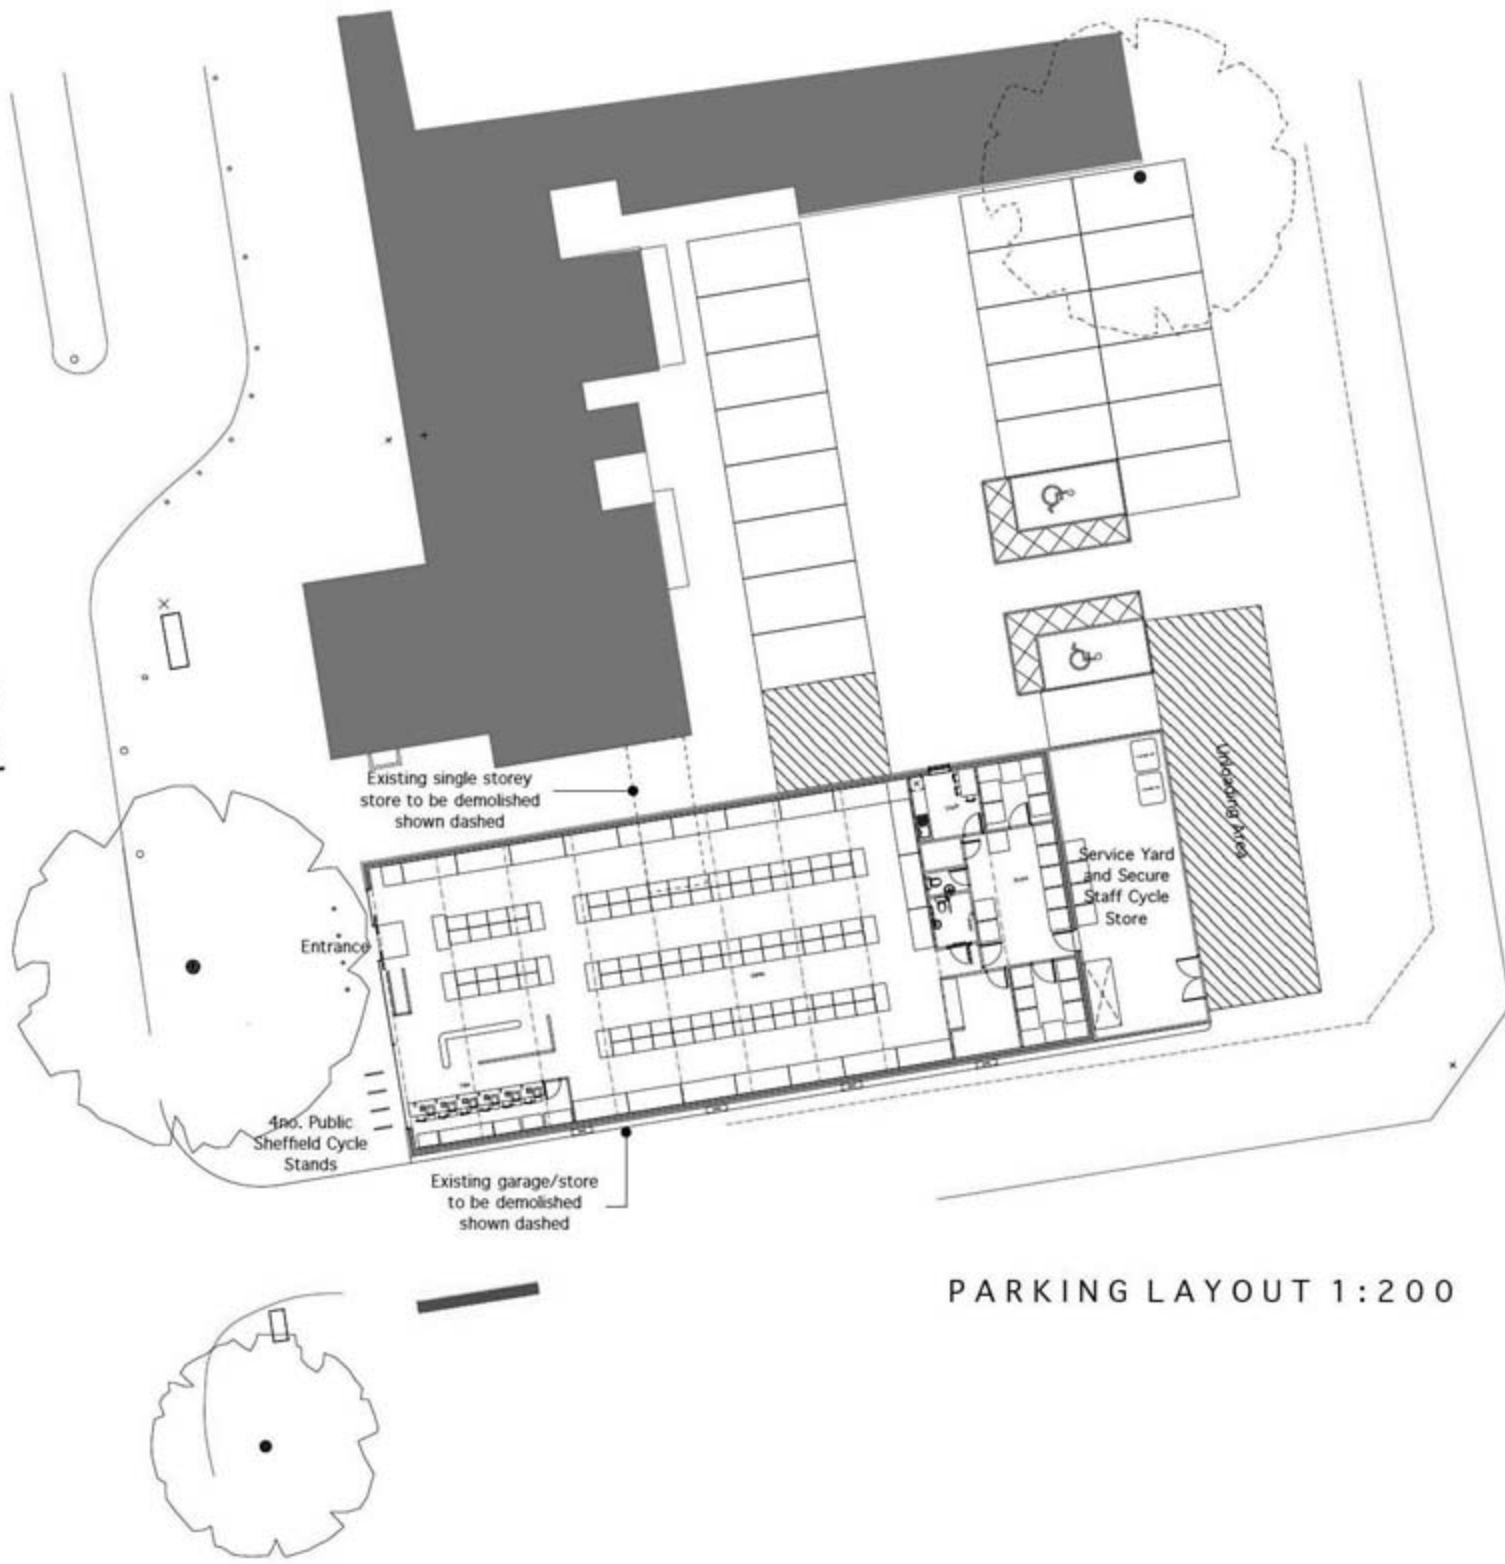 Existing single storey
store to be demolished
shown dashed
Unloading Area
Service Yard
and Secure
Staff Cycle
Store
Entrance
4no. Public
Sheffield Cycle
Stands
Existing garage/store
to be demolished
shown dashed
PARKING LAYOUT 1:200